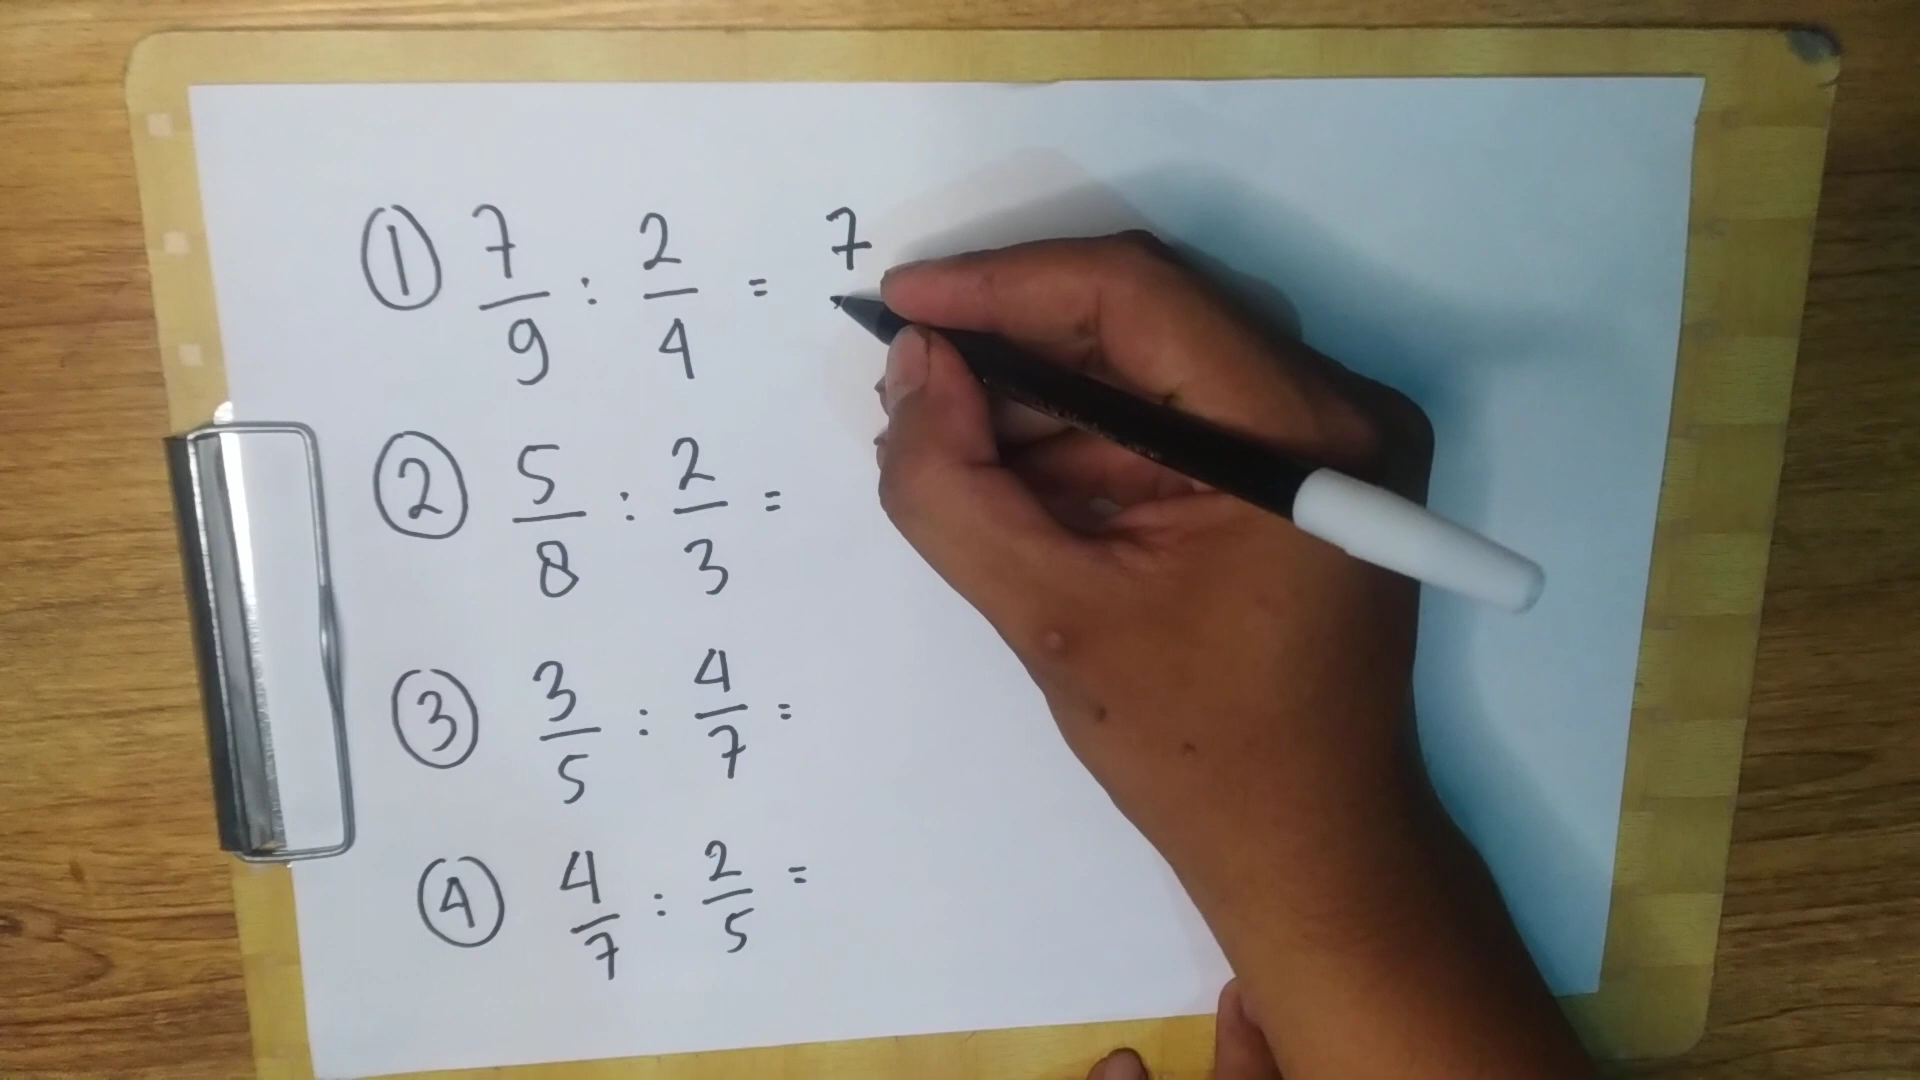 ① 7/9 : 2/4 = 7
② 5/8 : 2/3 =
③ 3/5 : 4/7 =
④ 4/7 : 2/5 =